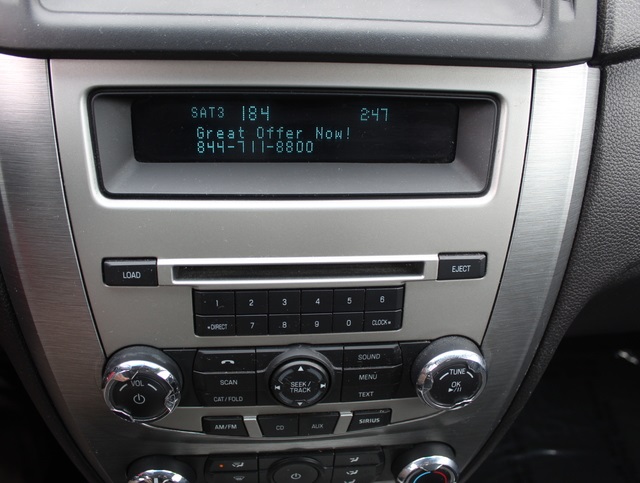 SAT3 184 2:47
Great Offer Now!
844-711-8800
LOAD EJECT
1 2 3 4 5 6
*DIRECT 7 8 9 0 CLOCK*
VOL SCAN CAT/FOLD SEEK/TRACK SOUND MENU TEXT TUNE OK
AM/FM CD AUX SIRIUS